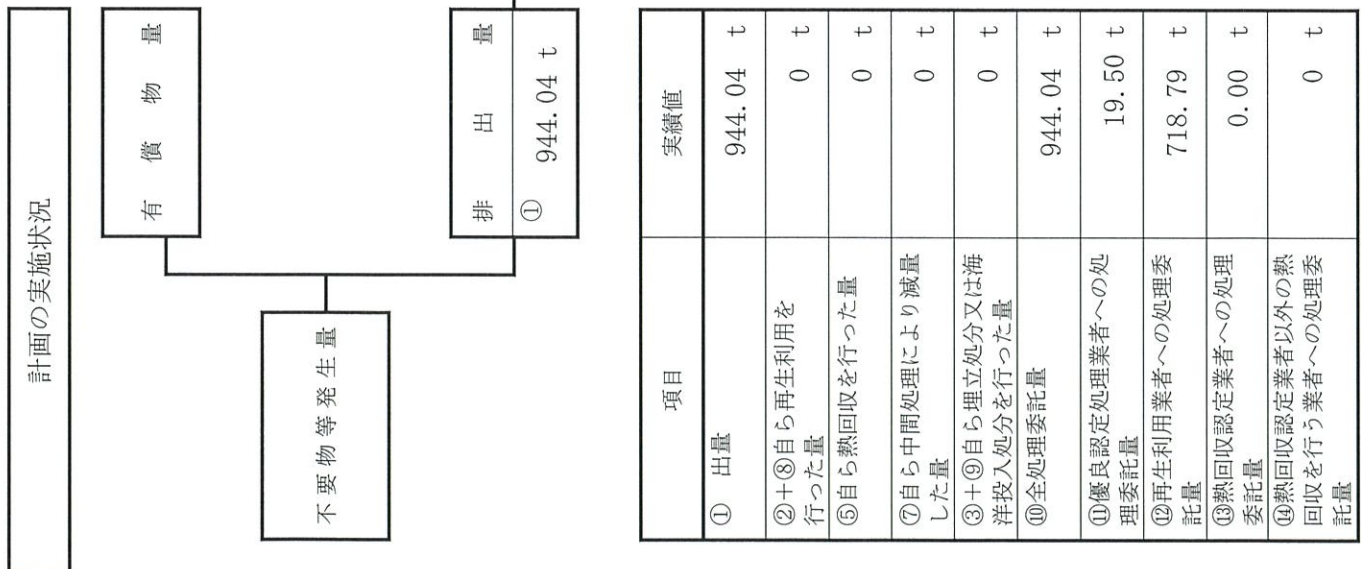 計画の実施状況
有償物量
不要物等発生量
排出量
① 944.04 t
項目 実績値
① 出量 944.04 t
②+⑧自ら再生利用を
行った量 0 t
⑤自ら熱回収を行った量 0 t
⑦自ら中間処理により減量
した量 0 t
③+⑨自ら埋立処分又は海
洋投入処分を行った量 0 t
⑩全処理委託量 944.04 t
⑪優良認定処理業者への処
理委託量 19.50 t
⑫再生利用業者への処理委
託量 718.79 t
⑬熱回収認定業者への処理
委託量 0.00 t
⑭熱回収認定業者以外の熱
回収を行う業者への処理委
託量 0 t